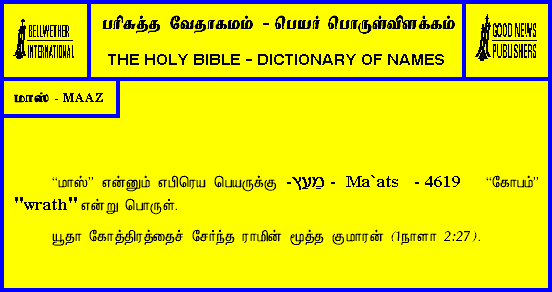 BELLWETHER
INTERNATIONAL
பரிசுத்த வேதாகமம் - பெயர் பொருள்விளக்கம்
THE HOLY BIBLE – DICTIONARY OF NAMES
GOOD NEWS
PUBLISHERS
மாஸ் - MAAZ
“மாஸ்” என்னும் எபிரெய பெயருக்கு -מַעַץ - Ma`ats - 4619 “கோபம்”
"wrath" என்று பொருள்.
யூதா கோத்திரத்தைச் சேர்ந்த ராமின் மூத்த குமாரன் (1நாளா 2:27).